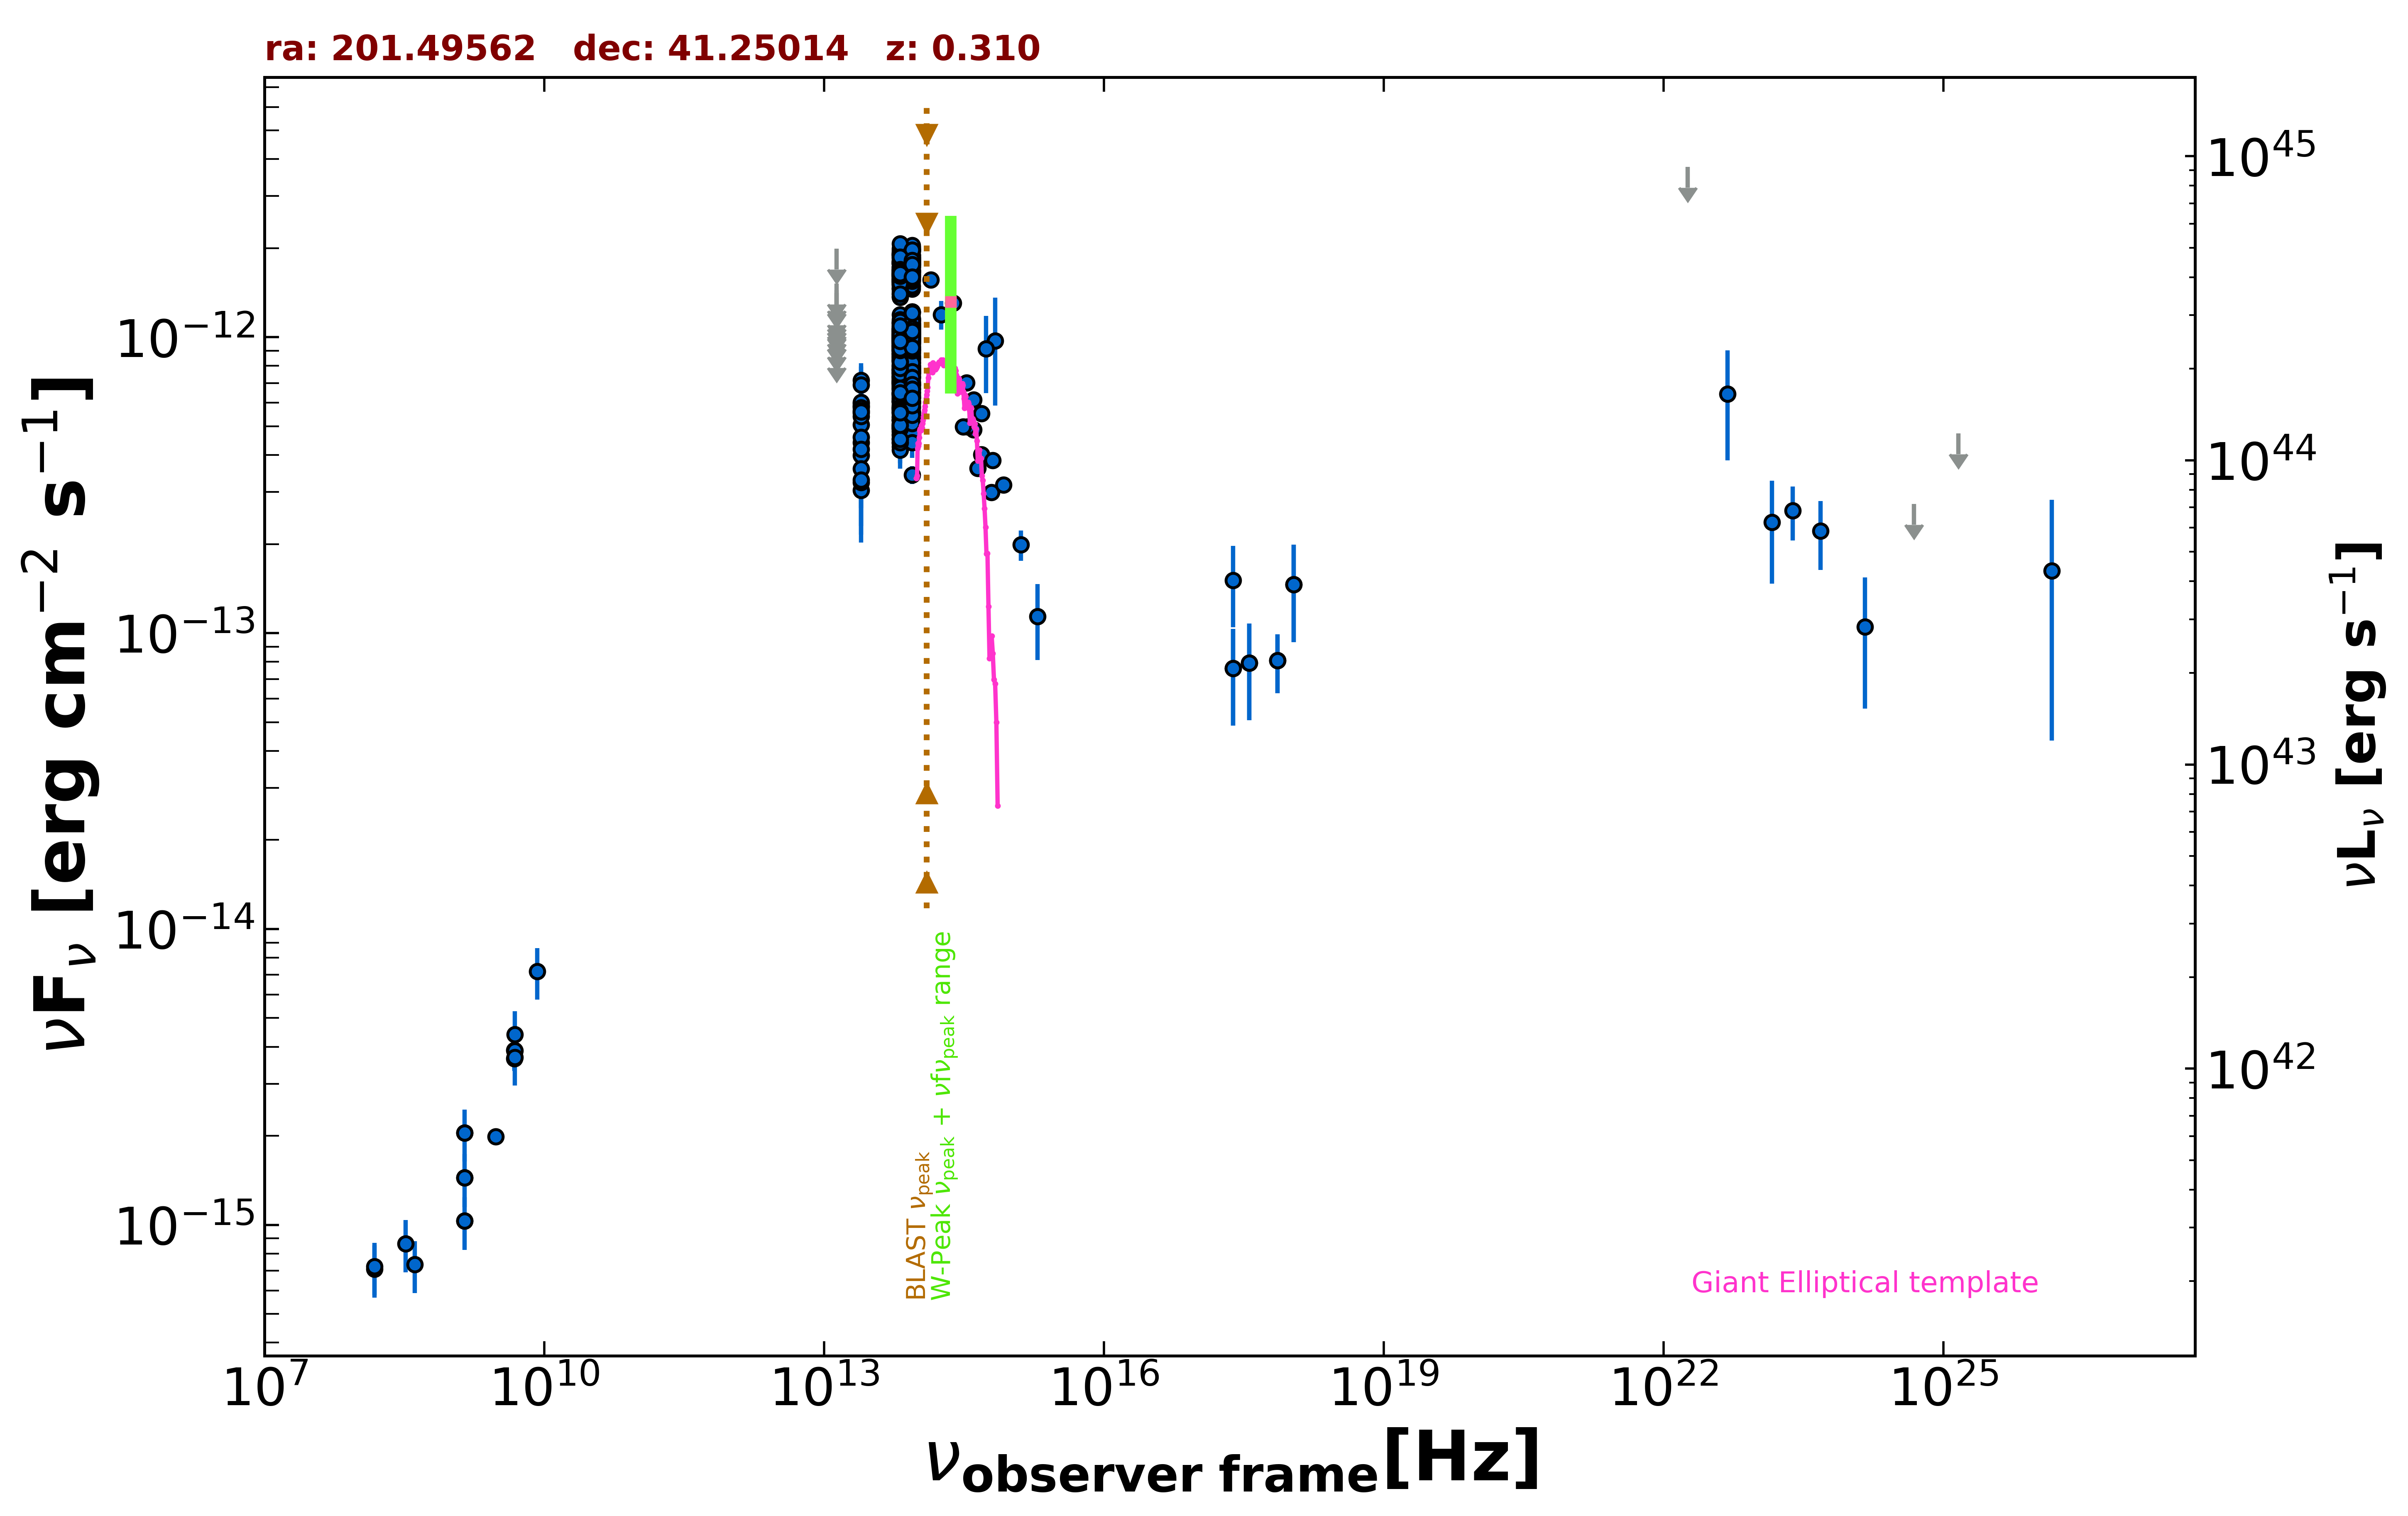 ra: 201.49562   dec: 41.25014   z: 0.310
νFν [erg cm−2 s−1]
10−12
10−13
10−14
10−15
107
1010
1013
1016
1019
1022
1025
νobserver frame[Hz]
1045
1044
1043
1042
νLν [erg s−1]
BLAST νpeak
W-Peak νpeak + νfνpeak range
Giant Elliptical template